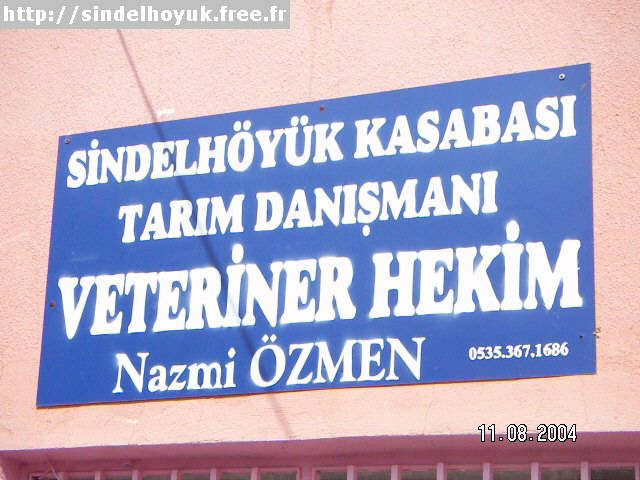 http://sindelhoyuk.free.fr
SİNDELHÖYÜK KASABASI
TARIM DANIŞMANI
VETERİNER HEKİM
Nazmi ÖZMEN 0535.367.1686
11.08.2004